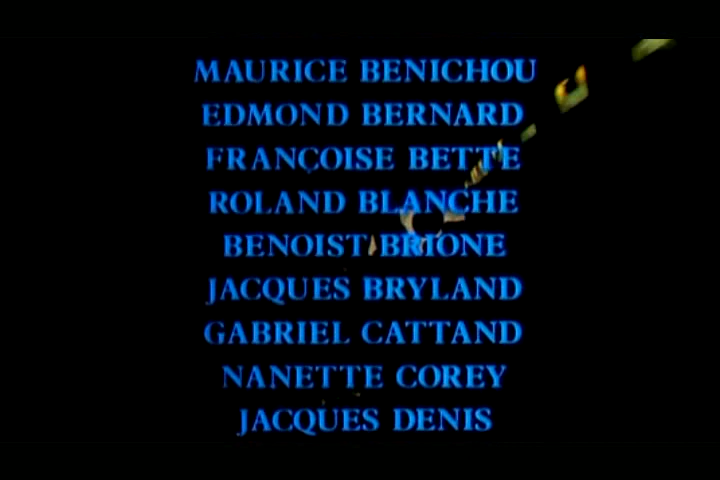 MAURICE BENICHOU
EDMOND BERNARD
FRANÇOISE BETTE
ROLAND BLANCHE
BENOIST BRIONE
JACQUES BRYLAND
GABRIEL CATTAND
NANETTE COREY
JACQUES DENIS